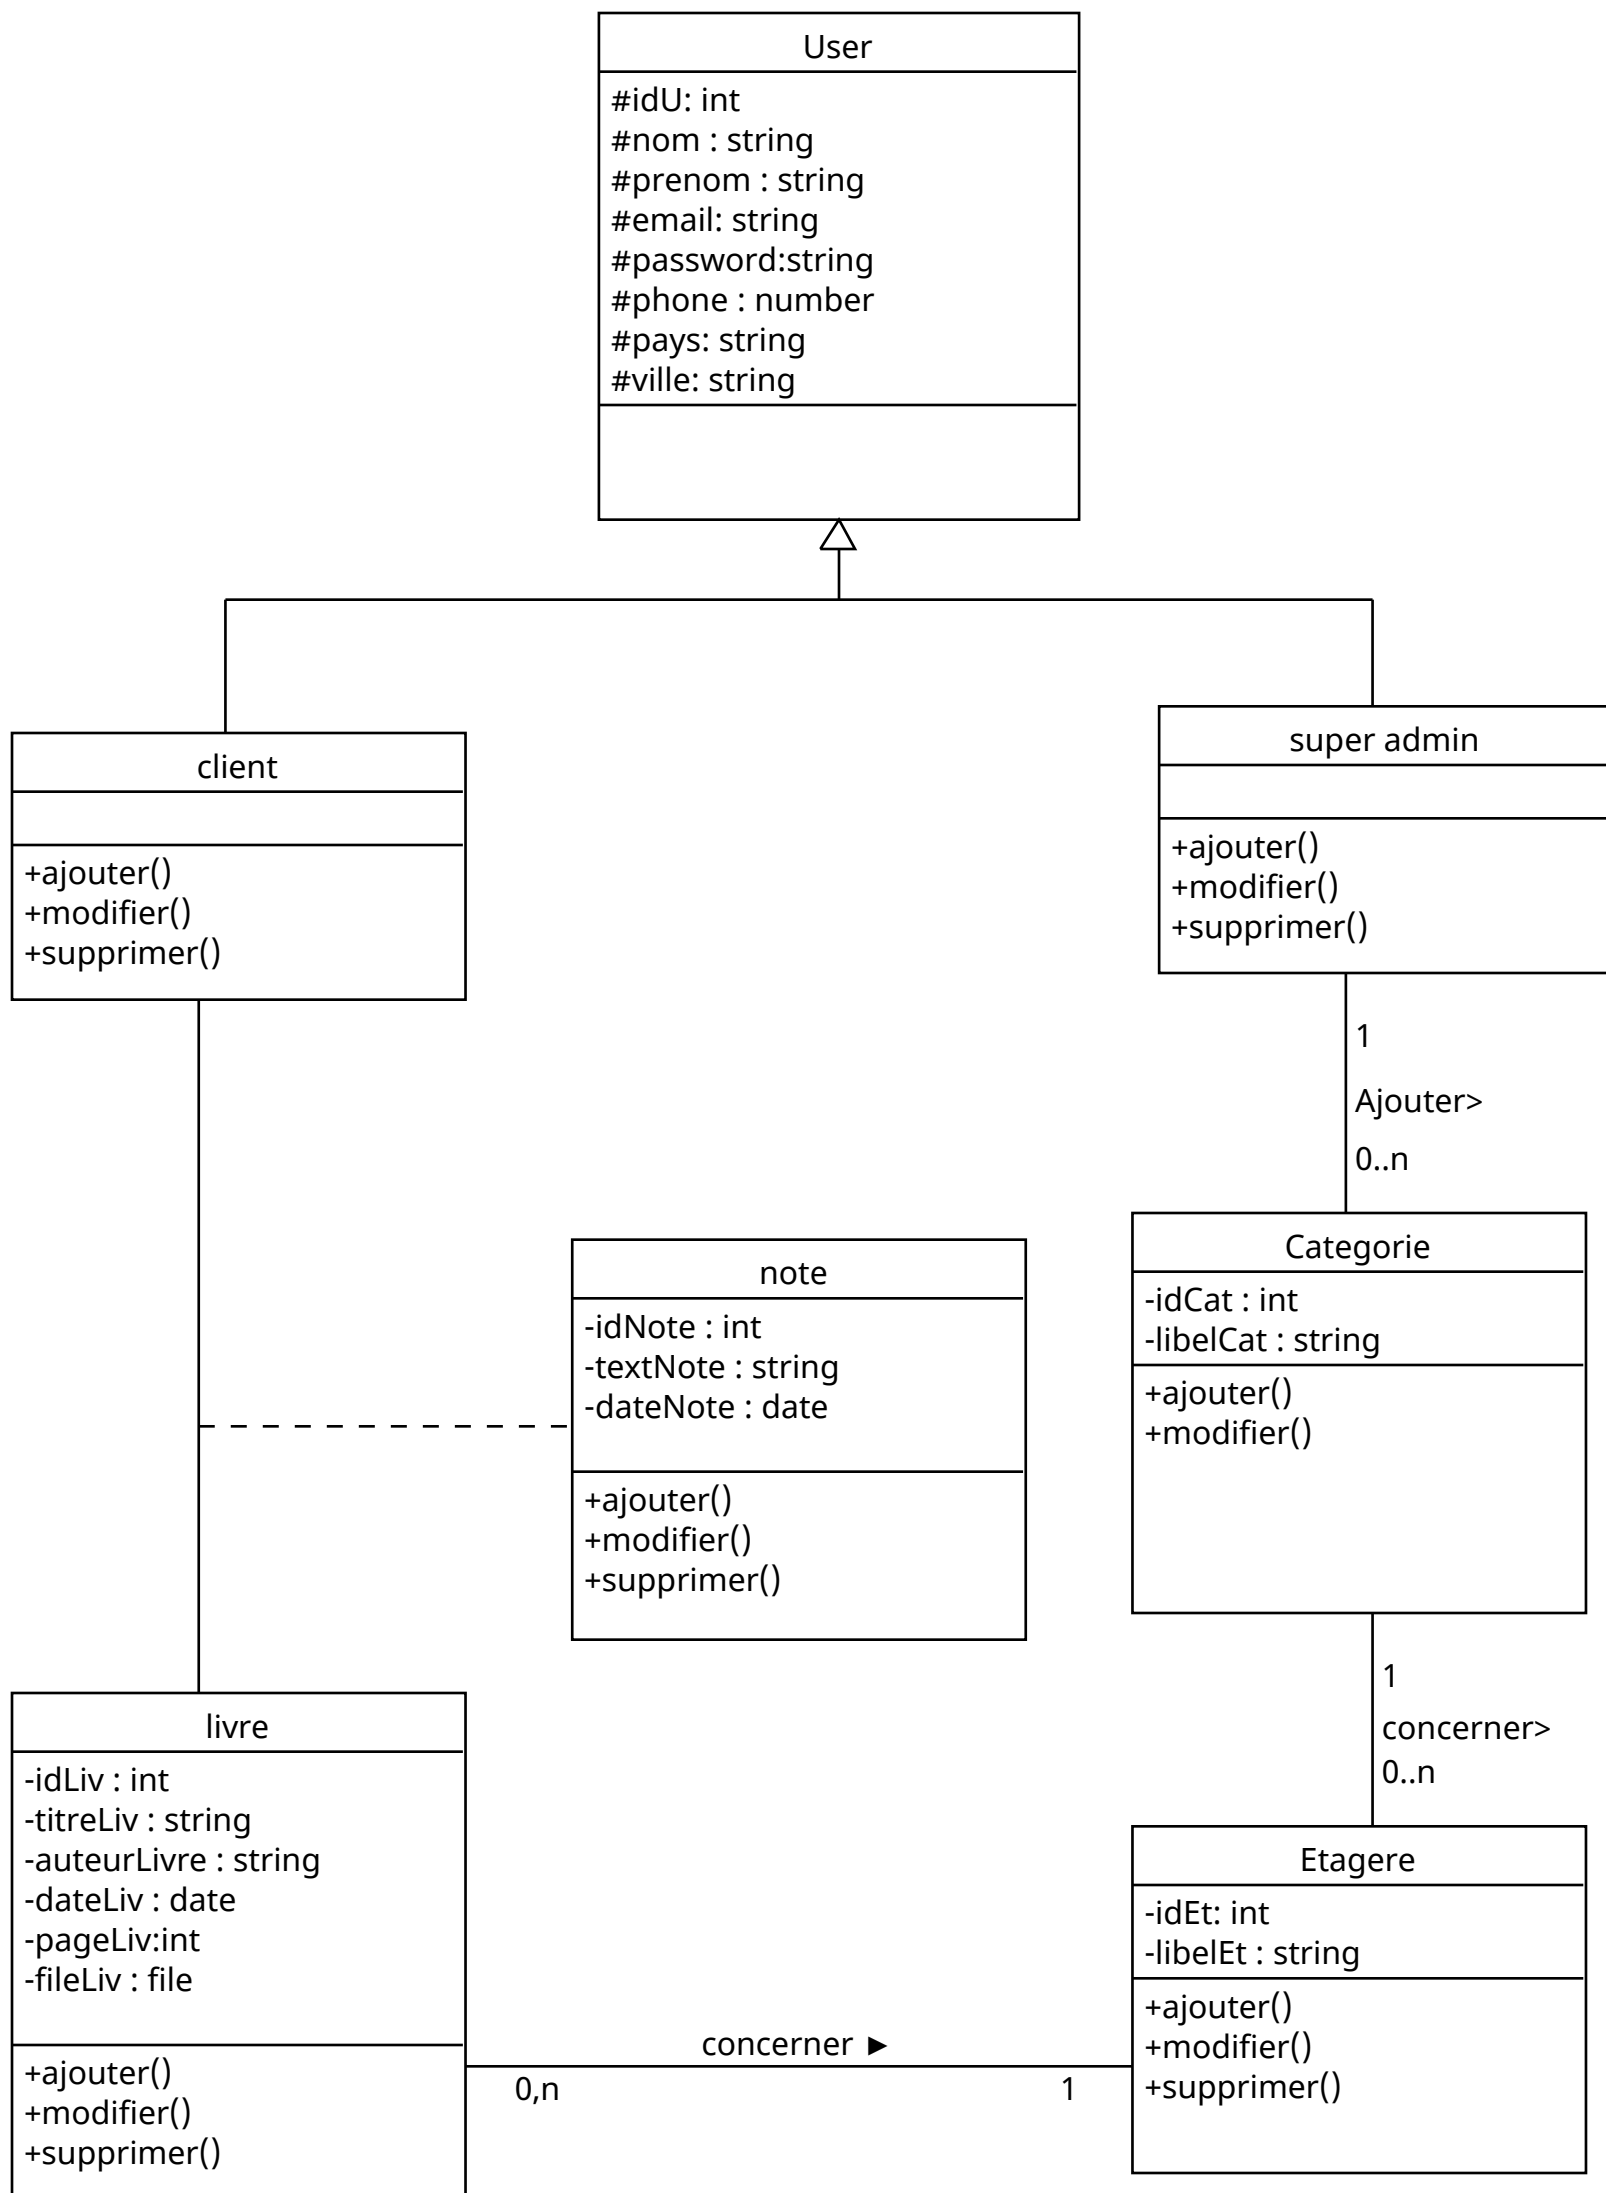 User
#idU: int
#nom : string
#prenom : string
#email: string
#password:string
#phone : number
#pays: string
#ville: string
client
+ajouter()
+modifier()
+supprimer()
super admin
+ajouter()
+modifier()
+supprimer()
1
Ajouter>
0..n
note
-idNote : int
-textNote : string
-dateNote : date
+ajouter()
+modifier()
+supprimer()
Categorie
-idCat : int
-libelCat : string
+ajouter()
+modifier()
1
concerner>
0..n
livre
-idLiv : int
-titreLiv : string
-auteurLivre : string
-dateLiv : date
-pageLiv:int
-fileLiv : file
+ajouter()
+modifier()
+supprimer()
concerner ►
0,n
1
Etagere
-idEt: int
-libelEt : string
+ajouter()
+modifier()
+supprimer()